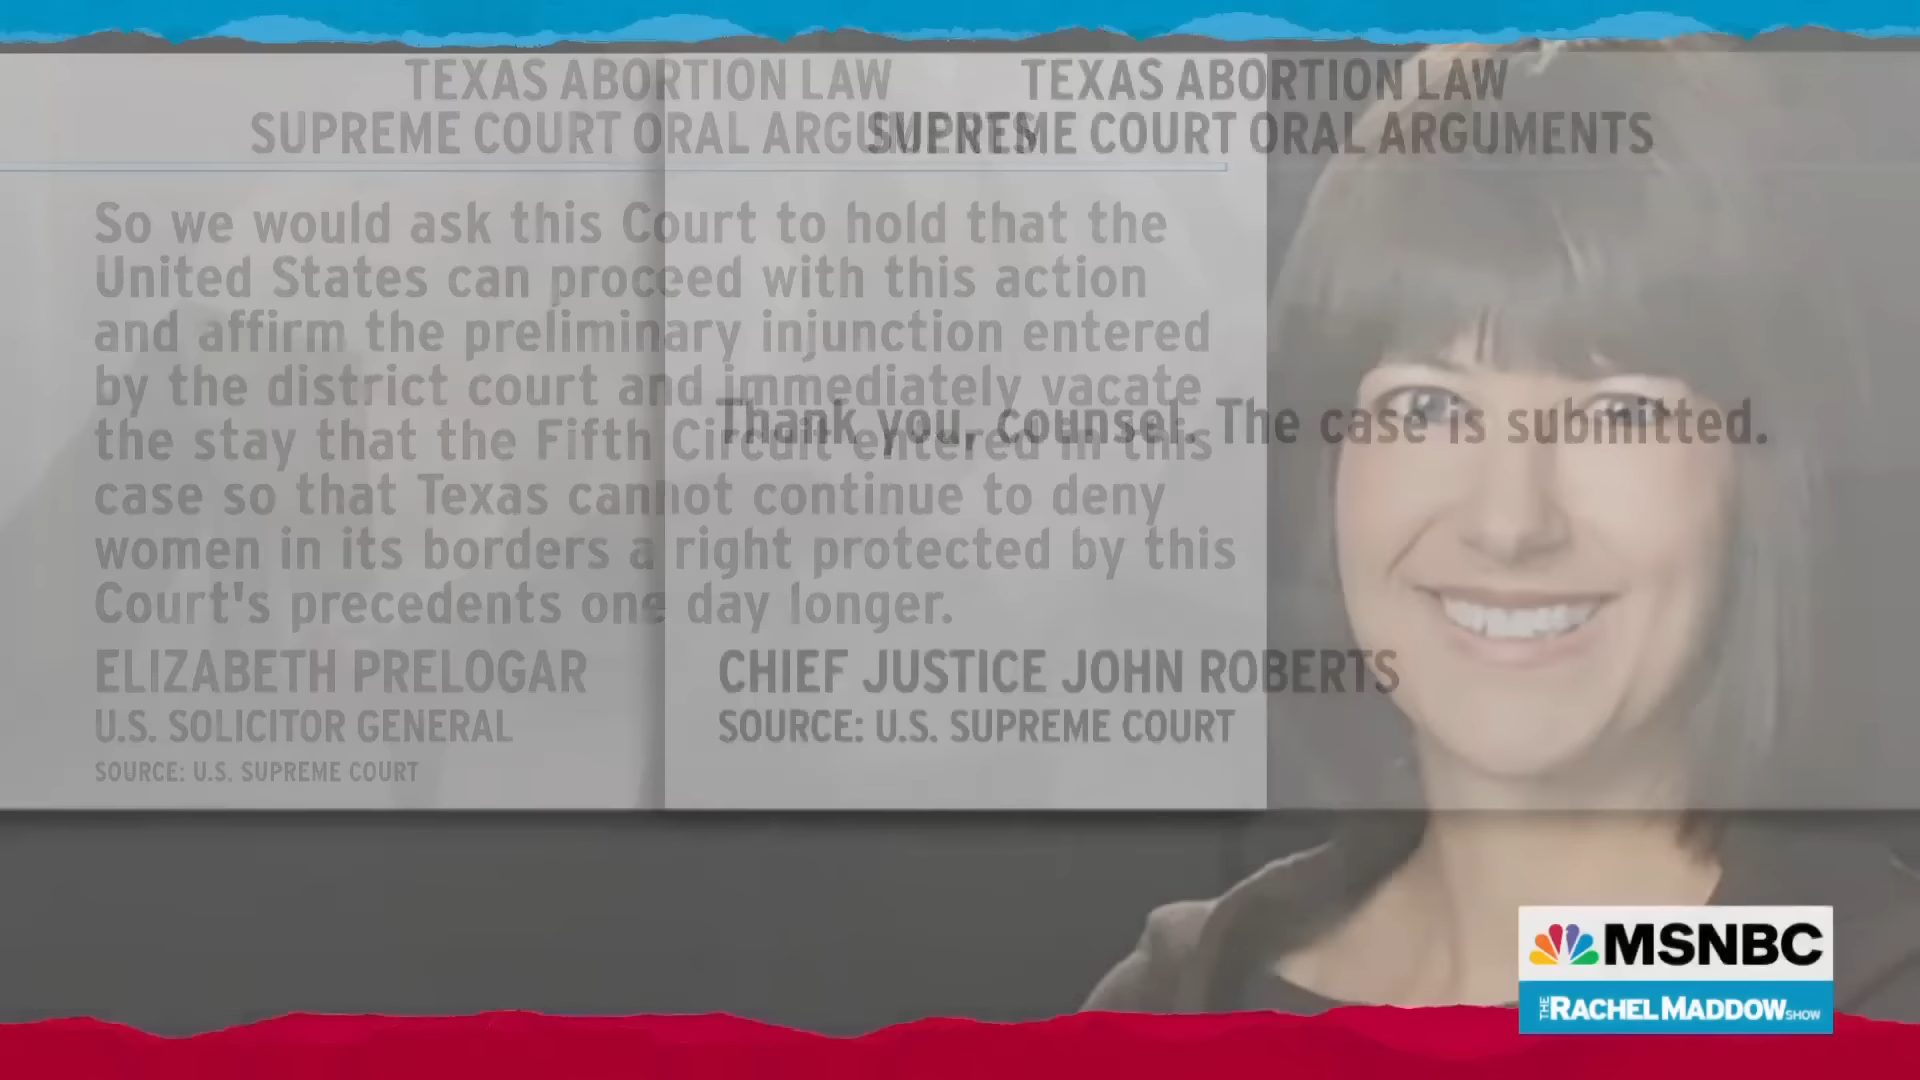 TEXAS ABORTION LAW
SUPREME COURT ORAL ARGUMENTS
So we would ask this Court to hold that the
United States can proceed with this action
and affirm the preliminary injunction entered
by the district court and immediately vacate
the stay that the Fifth Circuit entered in this
case so that Texas cannot continue to deny
women in its borders a right protected by this
Court's precedents one day longer.
ELIZABETH PRELOGAR
U.S. SOLICITOR GENERAL
SOURCE: U.S. SUPREME COURT
TEXAS ABORTION LAW
SUPREME COURT ORAL ARGUMENTS
Thank you, counsel. The case is submitted.
CHIEF JUSTICE JOHN ROBERTS
SOURCE: U.S. SUPREME COURT
MSNBC
THE RACHEL MADDOW SHOW